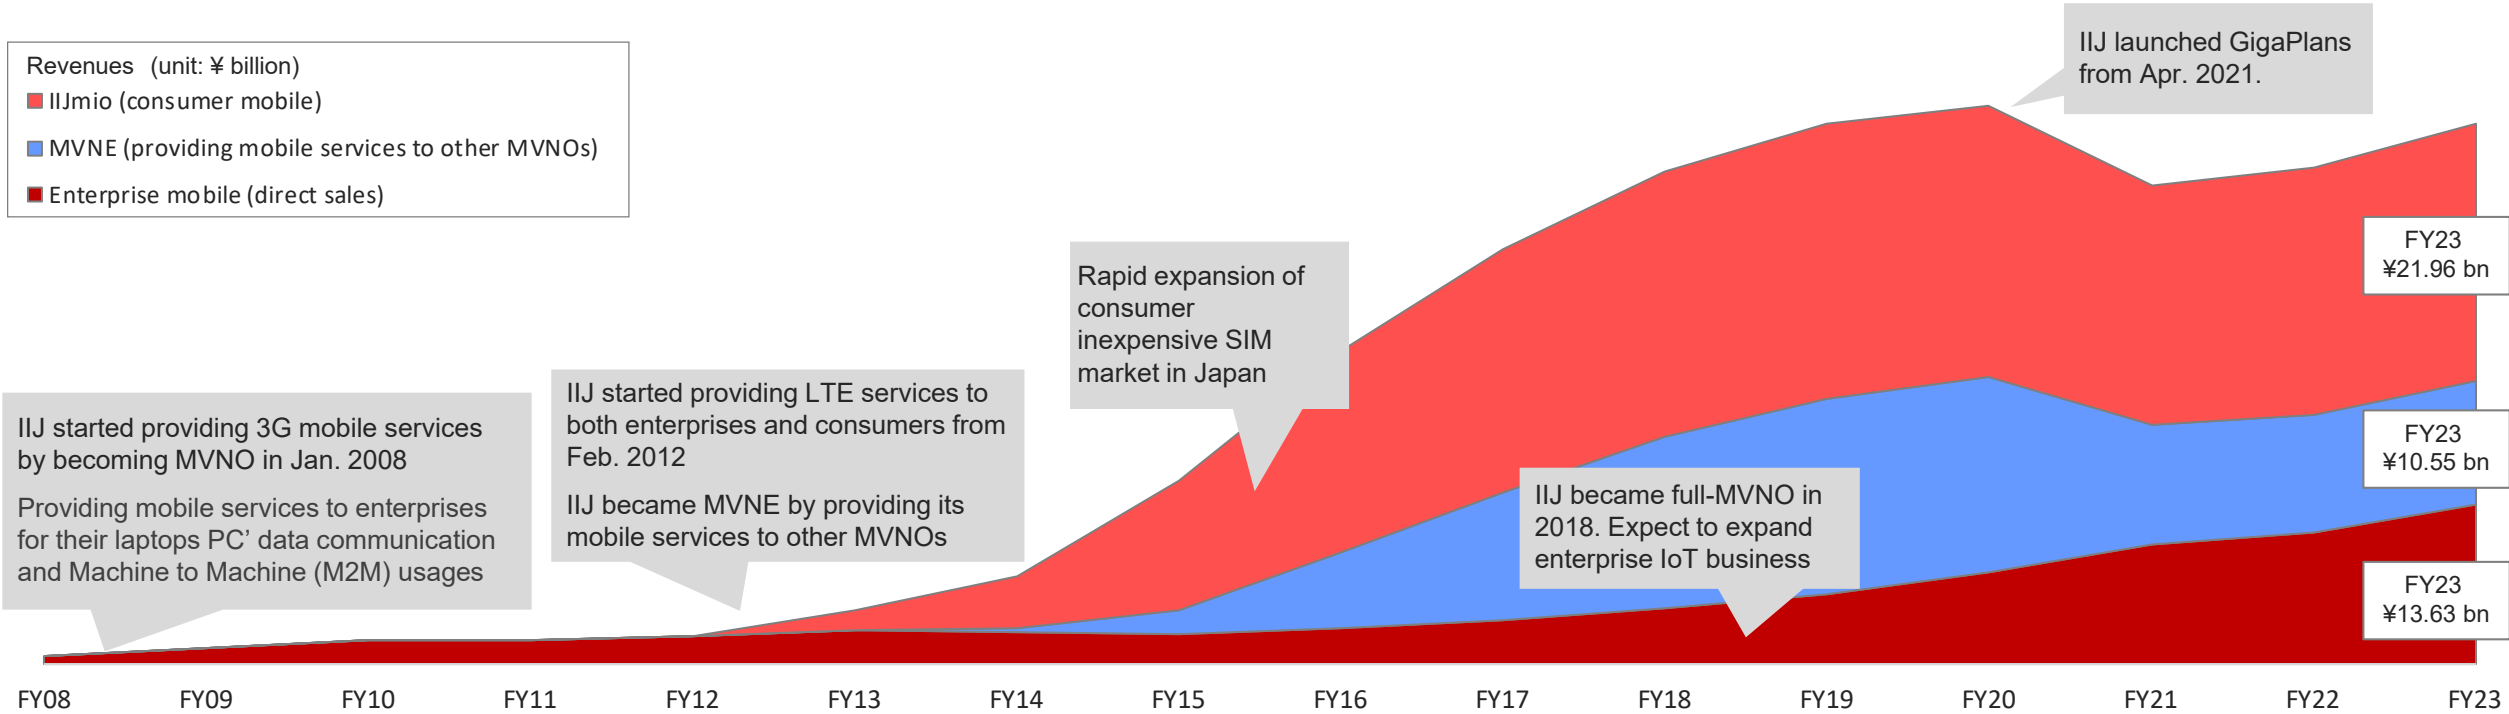 Revenues (unit: ¥ billion)
IIJmio (consumer mobile)
MVNE (providing mobile services to other MVNOs)
Enterprise mobile (direct sales)
IIJ launched GigaPlans
from Apr. 2021.
Rapid expansion of
consumer
inexpensive SIM
market in Japan
IIJ started providing LTE services to
both enterprises and consumers from
Feb. 2012
IIJ became MVNE by providing its
mobile services to other MVNOs
IIJ started providing 3G mobile services
by becoming MVNO in Jan. 2008
Providing mobile services to enterprises
for their laptops PC’ data communication
and Machine to Machine (M2M) usages
IIJ became full-MVNO in
2018. Expect to expand
enterprise IoT business
FY23
¥21.96 bn
FY23
¥10.55 bn
FY23
¥13.63 bn
FY08 FY09 FY10 FY11 FY12 FY13 FY14 FY15 FY16 FY17 FY18 FY19 FY20 FY21 FY22 FY23